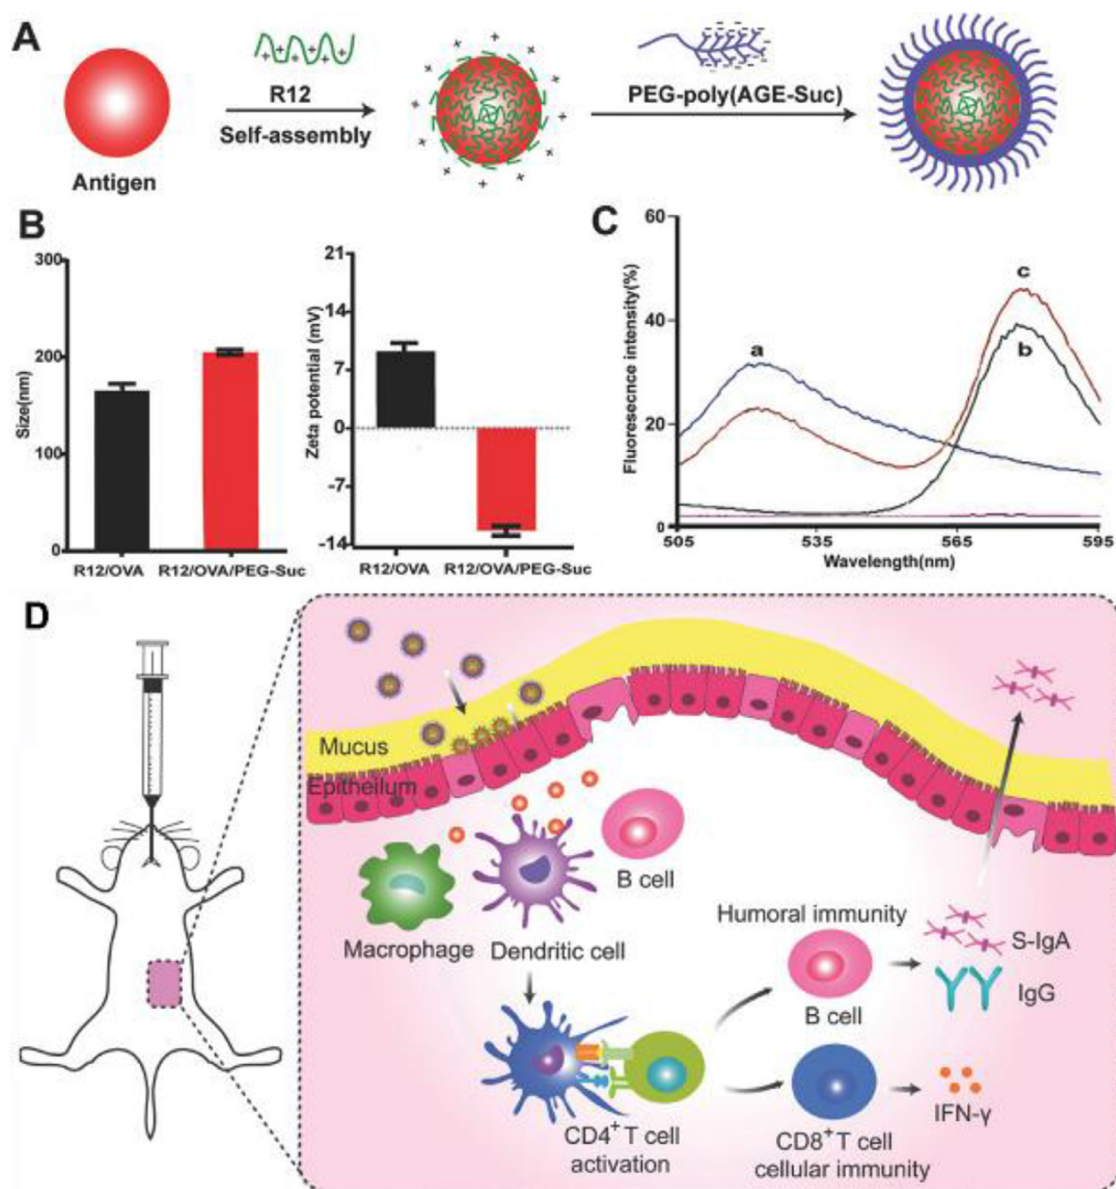 A
R12
Self-assembly
Antigen
PEG-poly(AGE-Suc)
B
300
200
100
0
Size(nm)
R12/OVA
R12/OVA/PEG-Suc
21
14
7
0
-7
-14
Zeta potential (mV)
R12/OVA
R12/OVA/PEG-Suc
C
60
40
20
0
Fluoresecnce intensity(%)
a
c
b
505
535
565
595
Wavelength(nm)
D
Mucus
Epitheilum
B cell
Macrophage
Dendritic cell
Humoral immunity
S-IgA
B cell
IgG
CD4+ T cell
activation
CD8+ T cell
cellular immunity
IFN-γ